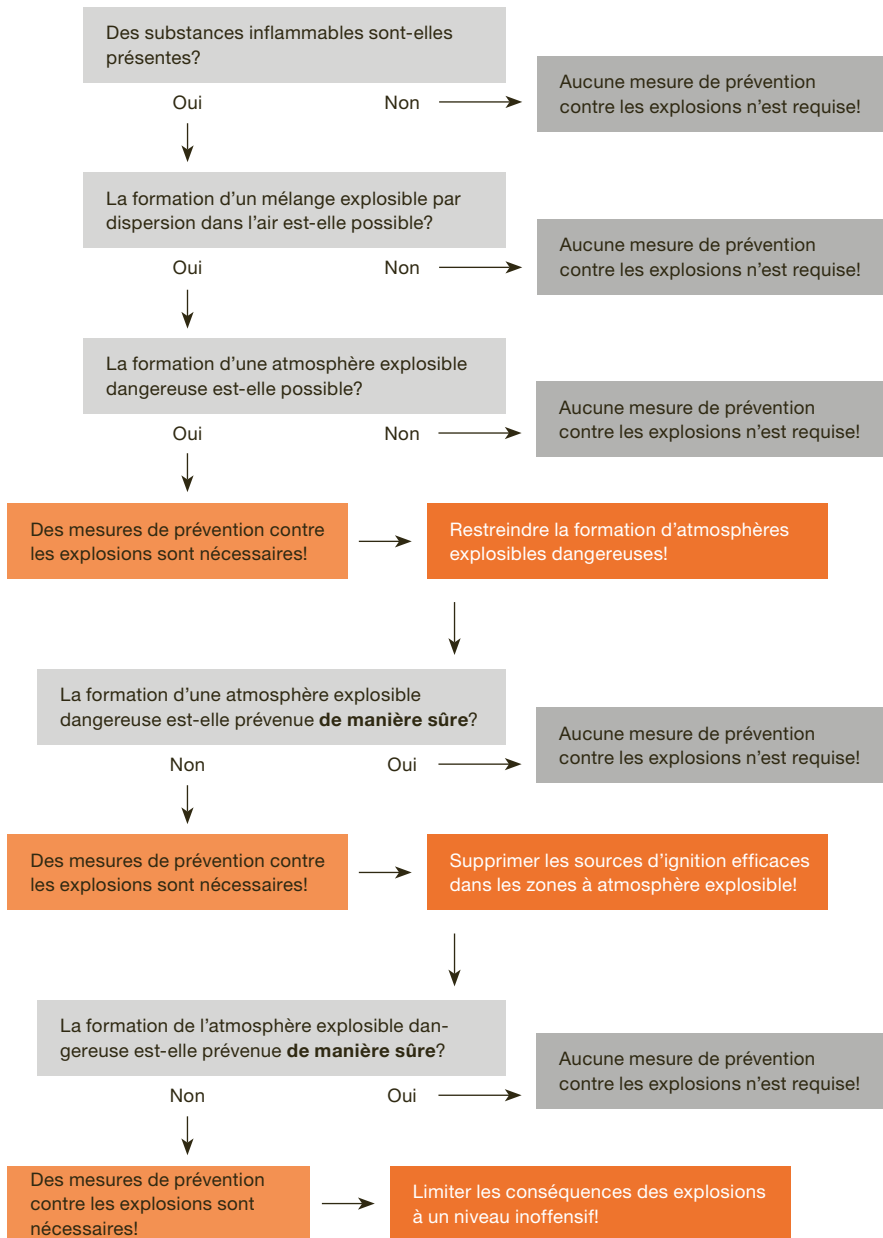 Des substances inflammables sont-elles
présentes?
Oui
Non
Aucune mesure de prévention
contre les explosions n’est requise!
La formation d’un mélange explosible par
dispersion dans l’air est-elle possible?
Oui
Non
Aucune mesure de prévention
contre les explosions n’est requise!
La formation d’une atmosphère explosible
dangereuse est-elle possible?
Oui
Non
Aucune mesure de prévention
contre les explosions n’est requise!
Des mesures de prévention contre
les explosions sont nécessaires!
Restreindre la formation d’atmosphères
explosibles dangereuses!
La formation d’une atmosphère explosible
dangereuse est-elle prévenue de manière sûre?
Non
Oui
Aucune mesure de prévention
contre les explosions n’est requise!
Des mesures de prévention contre
les explosions sont nécessaires!
Supprimer les sources d’ignition efficaces
dans les zones à atmosphère explosible!
La formation de l’atmosphère explosible dan-
gereuse est-elle prévenue de manière sûre?
Non
Oui
Aucune mesure de prévention
contre les explosions n’est requise!
Des mesures de prévention
contre les explosions sont
nécessaires!
Limiter les conséquences des explosions
à un niveau inoffensif!